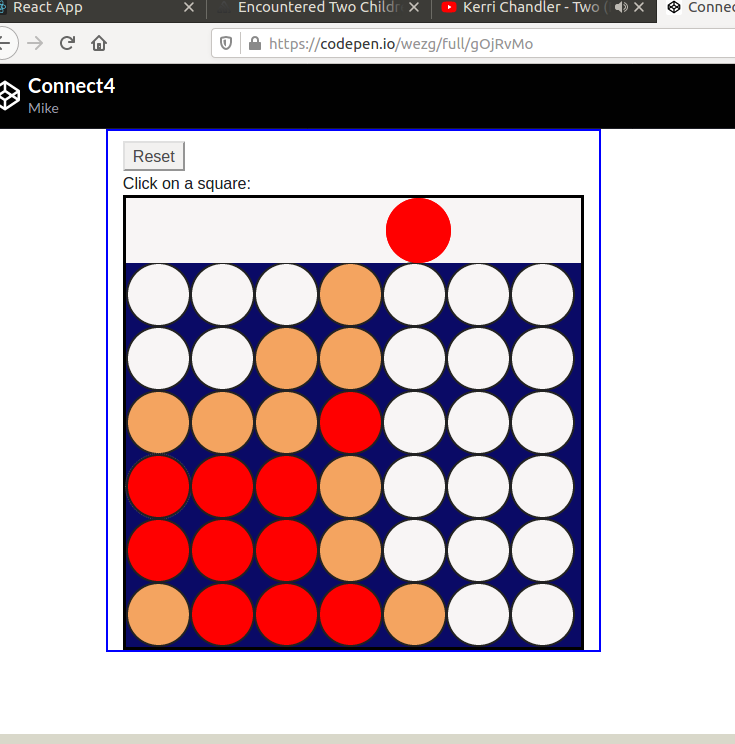 React App
Encountered Two Childr
Kerri Chandler - Two (
Connec
https://codepen.io/wezg/full/gOjRvMo
Connect4
Mike
Reset
Click on a square: